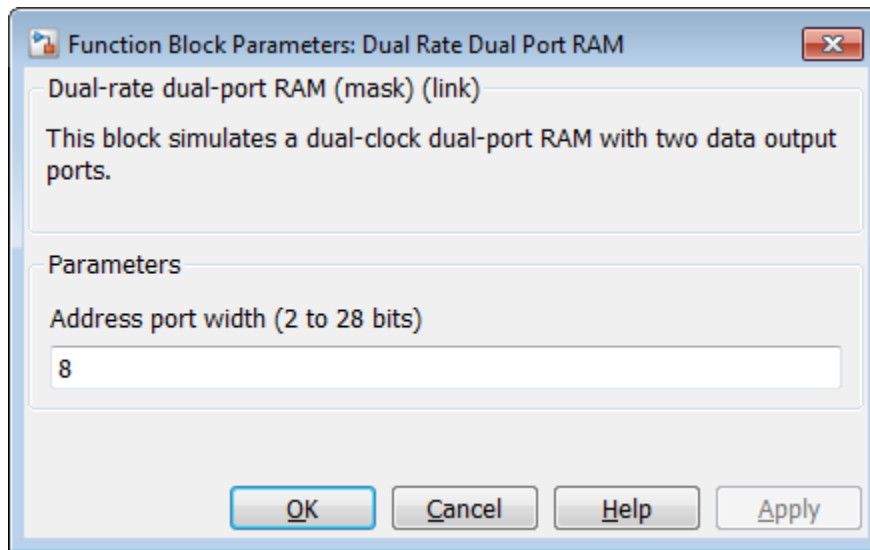 Function Block Parameters: Dual Rate Dual Port RAM
Dual-rate dual-port RAM (mask) (link)
This block simulates a dual-clock dual-port RAM with two data output
ports.
Parameters
Address port width (2 to 28 bits)
8
OK Cancel Help Apply